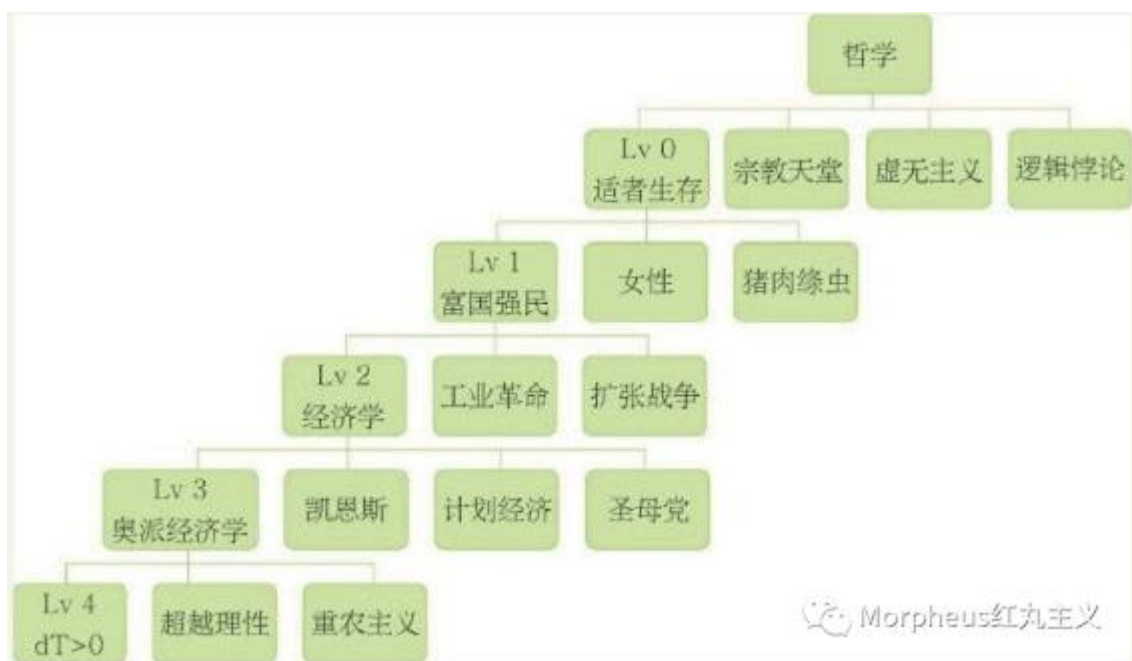 哲学
Lv 0
适者生存
宗教天堂
虚无主义
逻辑悖论
Lv 1
富国强民
女性
猪肉绦虫
Lv 2
经济学
工业革命
扩张战争
Lv 3
奥派经济学
凯恩斯
计划经济
圣母党
Lv 4
dT>0
超越理性
重农主义
Morpheus红丸主义